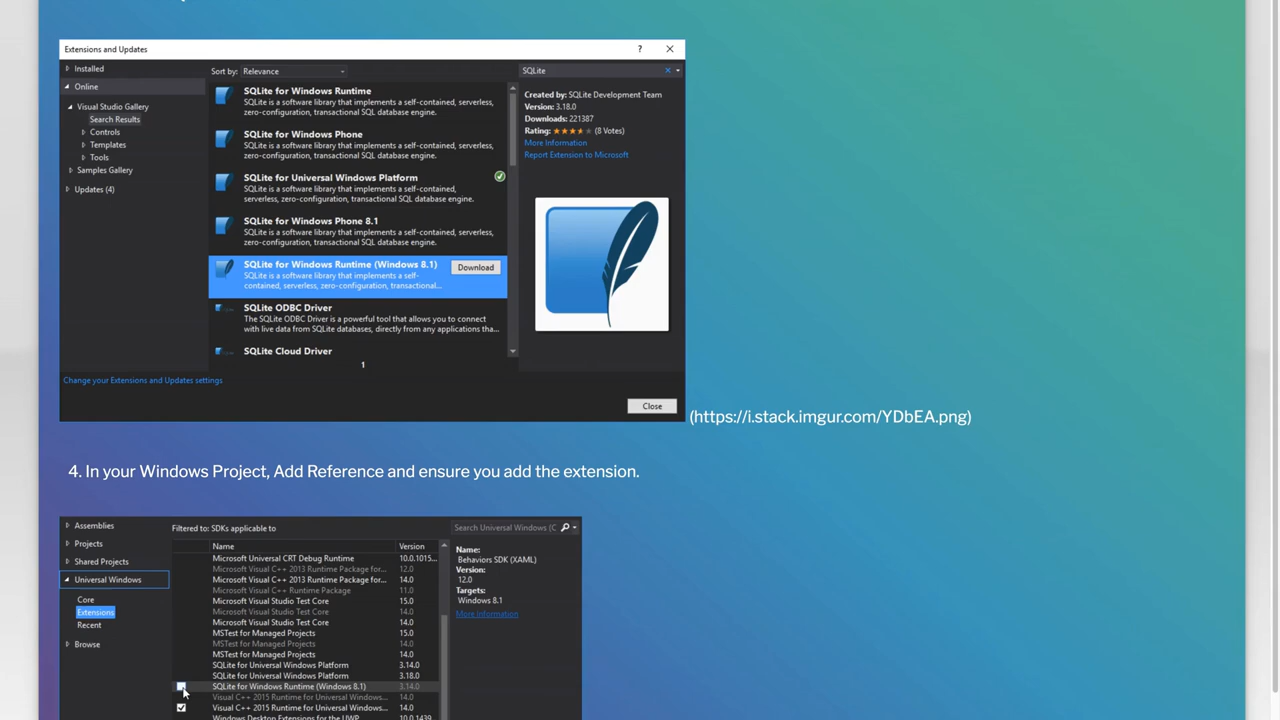 Extensions and Updates
?
Installed
Sort by: Relevance
SQLite
Online
Visual Studio Gallery
Search Results
Controls
Templates
Tools
Samples Gallery
Updates (4)
SQLite for Windows Runtime
SQLite is a software library that implements a self-contained, serverless,
zero-configuration, transactional SQL database engine.
SQLite for Windows Phone
SQLite is a software library that implements a self-contained, serverless,
zero-configuration, transactional SQL database engine.
SQLite for Universal Windows Platform
SQLite is a software library that implements a self-contained,
serverless, zero-configuration, transactional SQL database engine.
SQLite for Windows Phone 8.1
SQLite is a software library that implements a self-contained, serverless,
zero-configuration, transactional SQL database engine.
SQLite for Windows Runtime (Windows 8.1)
Download
SQLite is a software library that implements a self-
contained, serverless, zero-configuration, transactional...
SQLite ODBC Driver
The SQLite ODBC Driver is a powerful tool that allows you to connect
with live data from SQLite databases, directly from any applications tha...
SQLite Cloud Driver
1
Created by: SQLite Development Team
Version: 3.18.0
Downloads: 221387
Rating: (8 Votes)
More Information
Report Extension to Microsoft
Change your Extensions and Updates settings
Close
(https://i.stack.imgur.com/YDbEA.png)
4. In your Windows Project, Add Reference and ensure you add the extension.
Assemblies
Projects
Shared Projects
Universal Windows
Core
Extensions
Recent
Browse
Filtered to: SDKs applicable to
Search Universal Windows (C
Name Version
Microsoft Universal CRT Debug Runtime 10.0.1015...
Microsoft Visual C++ 2013 Runtime Package for... 12.0
Microsoft Visual C++ 2013 Runtime Package for... 14.0
Microsoft Visual C++ Runtime Package 11.0
Microsoft Visual Studio Test Core 15.0
Microsoft Visual Studio Test Core 14.0
Microsoft Visual Studio Test Core 14.0
MSTest for Managed Projects 15.0
MSTest for Managed Projects 14.0
MSTest for Managed Projects 14.0
SQLite for Universal Windows Platform 3.14.0
SQLite for Universal Windows Platform 3.18.0
SQLite for Windows Runtime (Windows 8.1) 3.14.0
Visual C++ 2015 Runtime for Universal Windows... 14.0
Visual C++ 2015 Runtime for Universal Windows... 14.0
Windows Desktop Extensions for the UWP 10.0.1439
Name:
Behaviors SDK (XAML)
Version:
12.0
Targets:
Windows 8.1
More Information